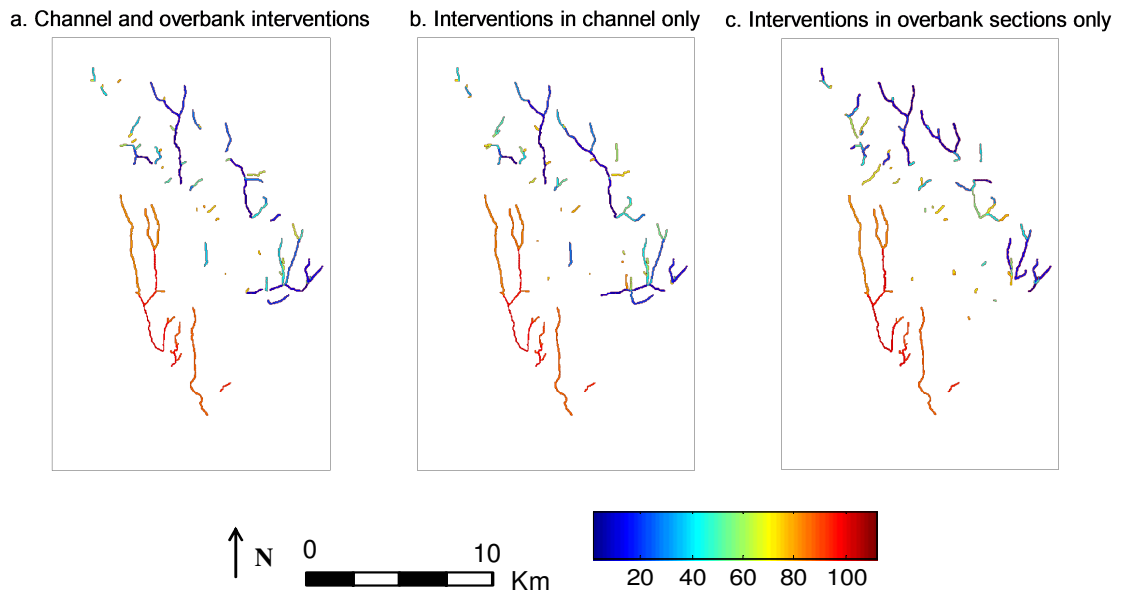 a. Channel and overbank interventions b. Interventions in channel only c. Interventions in overbank sections only
0 10
N Km
20 40 60 80 100